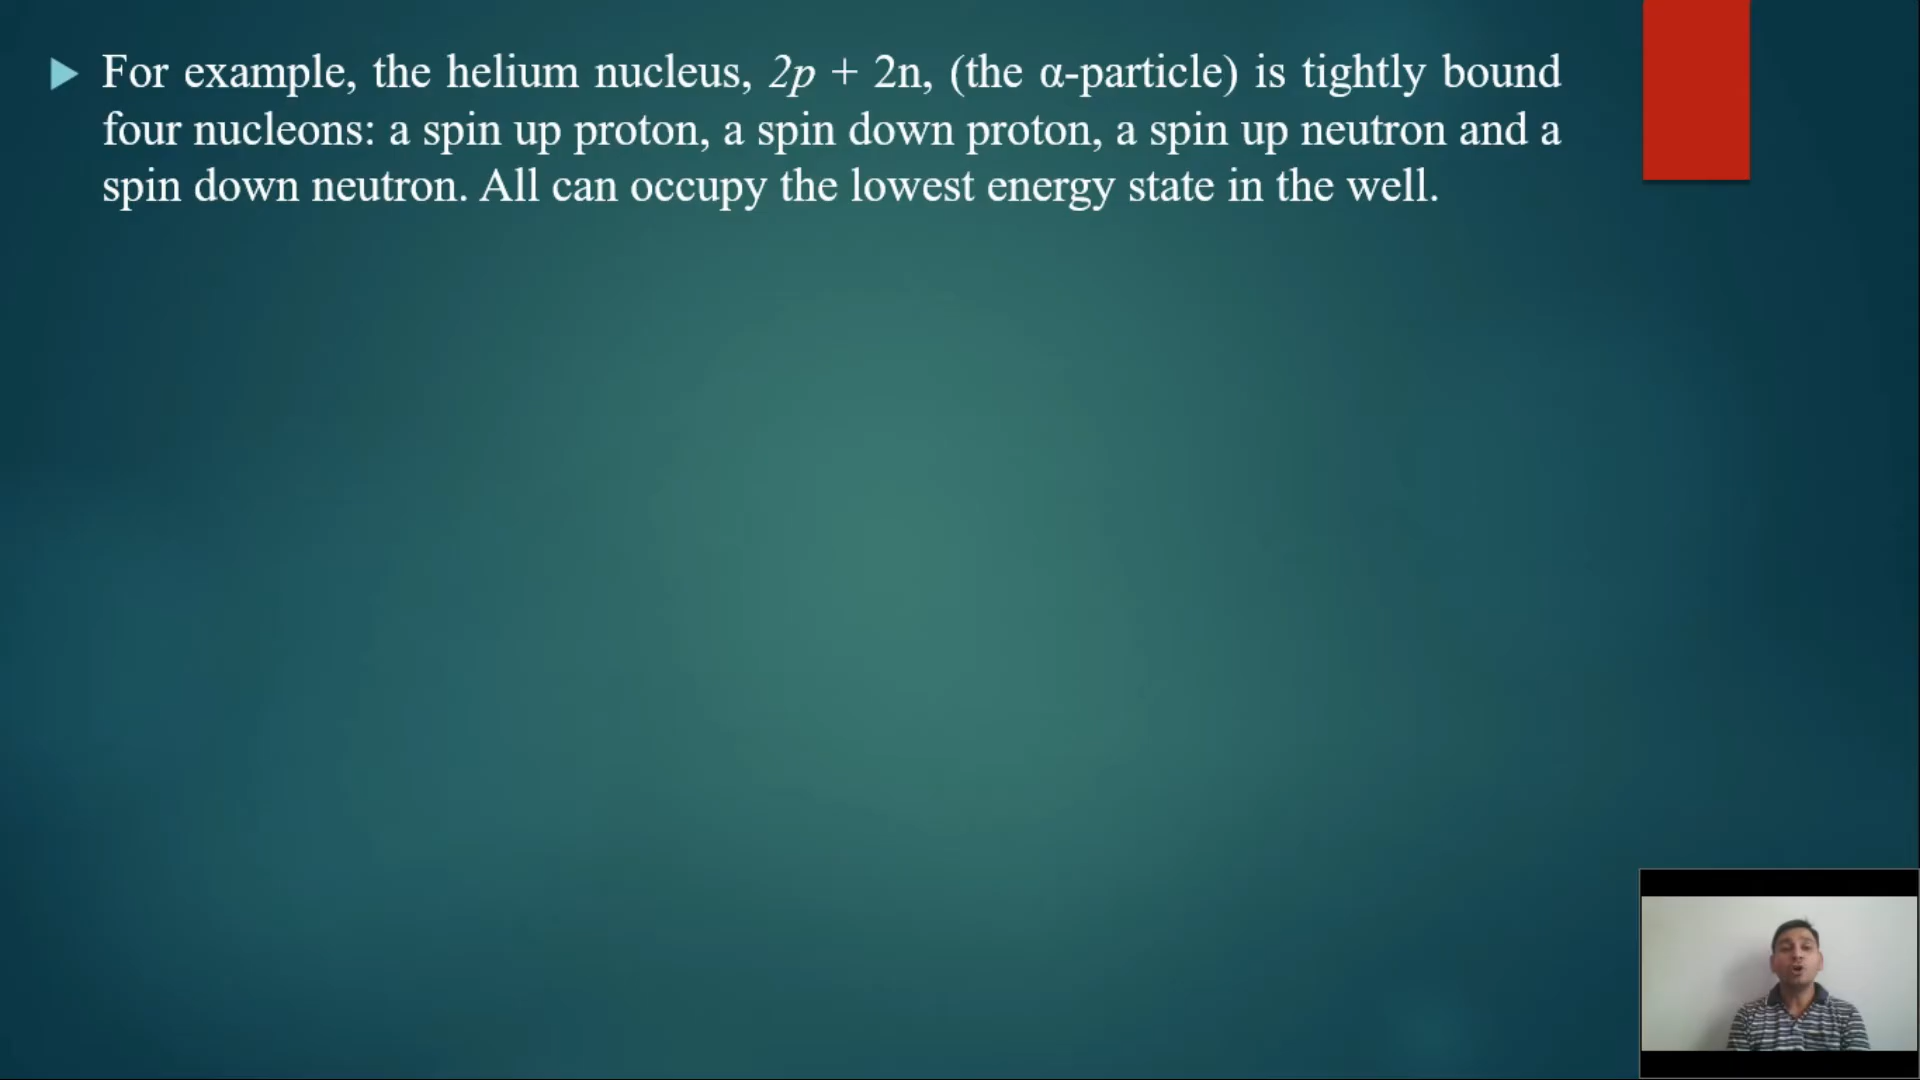 For example, the helium nucleus, 2p + 2n, (the α-particle) is tightly bound
four nucleons: a spin up proton, a spin down proton, a spin up neutron and a
spin down neutron. All can occupy the lowest energy state in the well.